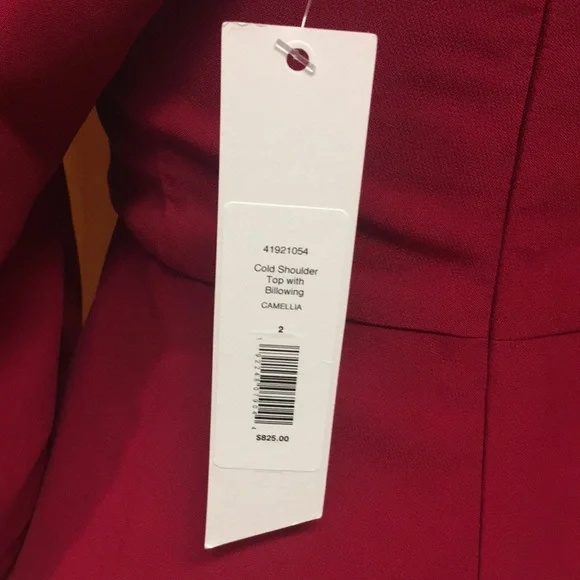 41921054
Cold Shoulder
Top with
Billowing
CAMELLIA
2
$825.00